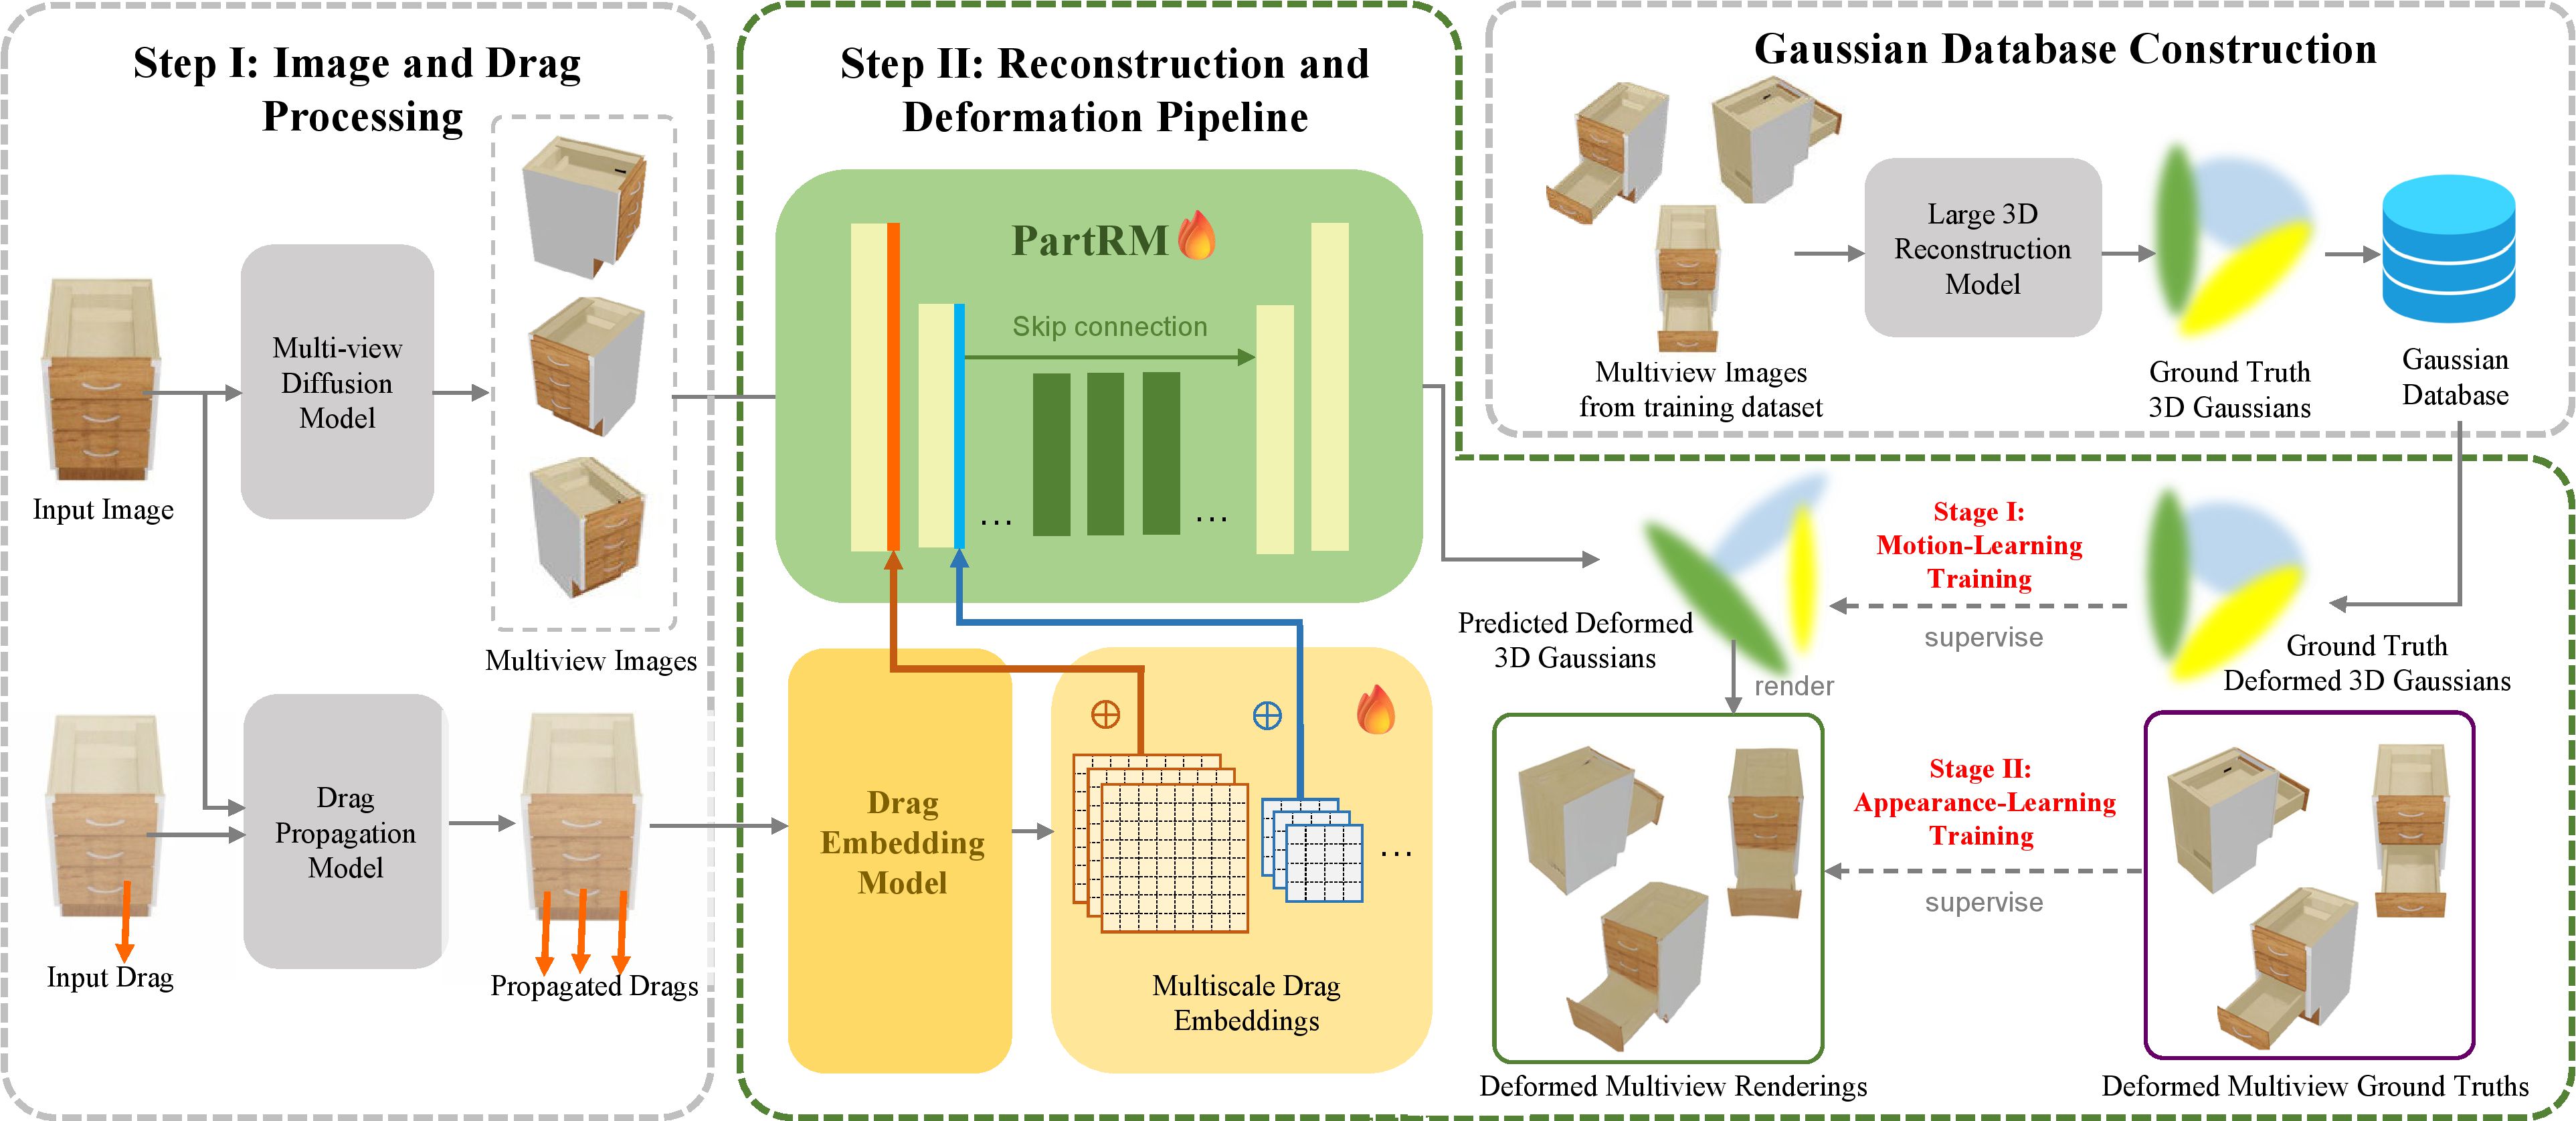 Step I: Image and Drag
Processing
Input Image
Multi-view
Diffusion
Model
Multiview Images
Input Drag
Drag
Propagation
Model
Propagated Drags
Step II: Reconstruction and
Deformation Pipeline
PartRM
Skip connection
...
...
Drag
Embedding
Model
...
Multiscale Drag
Embeddings
Gaussian Database Construction
Multiview Images
from training dataset
Large 3D
Reconstruction
Model
Ground Truth
3D Gaussians
Gaussian
Database
Predicted Deformed
3D Gaussians
Stage I:
Motion-Learning
Training
supervise
Ground Truth
Deformed 3D Gaussians
render
Stage II:
Appearance-Learning
Training
supervise
Deformed Multiview Renderings
Deformed Multiview Ground Truths